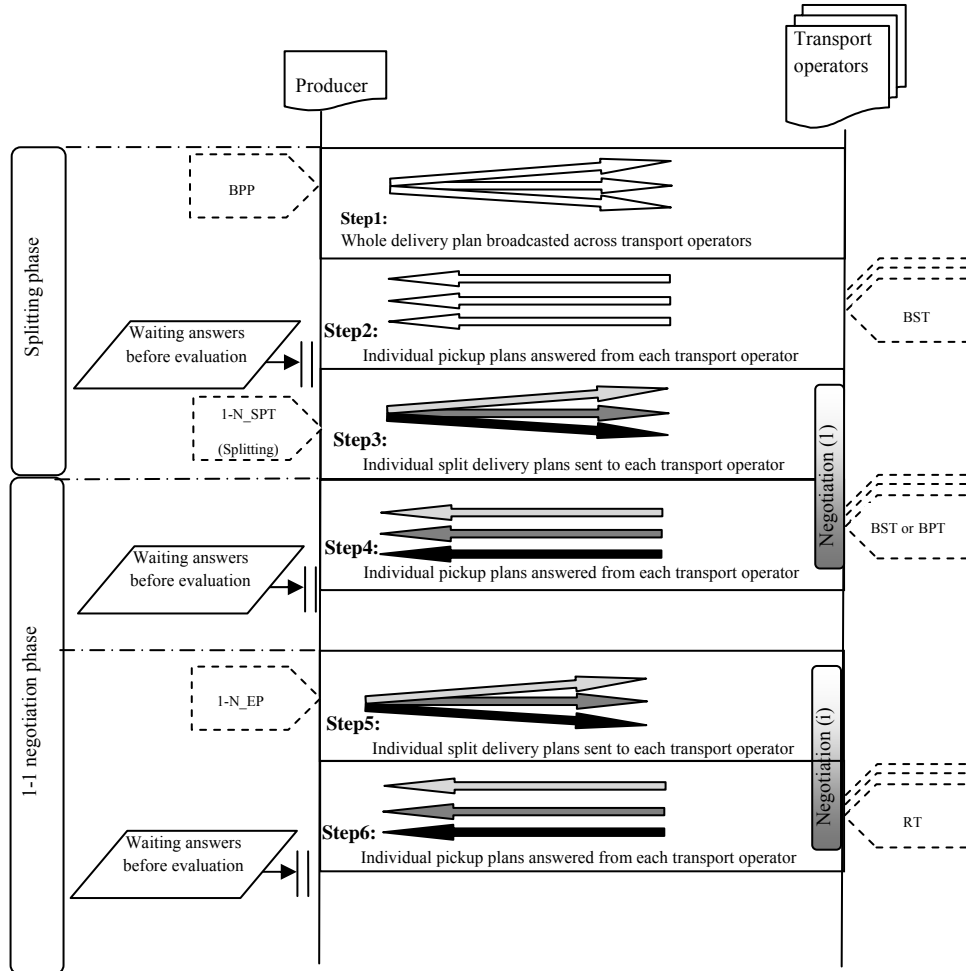 Transport
operators
Producer
Splitting phase
BPP
Step1:
Whole delivery plan broadcasted across transport operators
BST
Step2:
Waiting answers
before evaluation
Individual pickup plans answered from each transport operator
1-N_SPT
(Splitting)
Step3:
Individual split delivery plans sent to each transport operator
Negotiation (1)
1-1 negotiation phase
BST or BPT
Step4:
Waiting answers
before evaluation
Individual pickup plans answered from each transport operator
1-N_EP
Step5:
Individual split delivery plans sent to each transport operator
Negotiation (i)
RT
Step6:
Waiting answers
before evaluation
Individual pickup plans answered from each transport operator